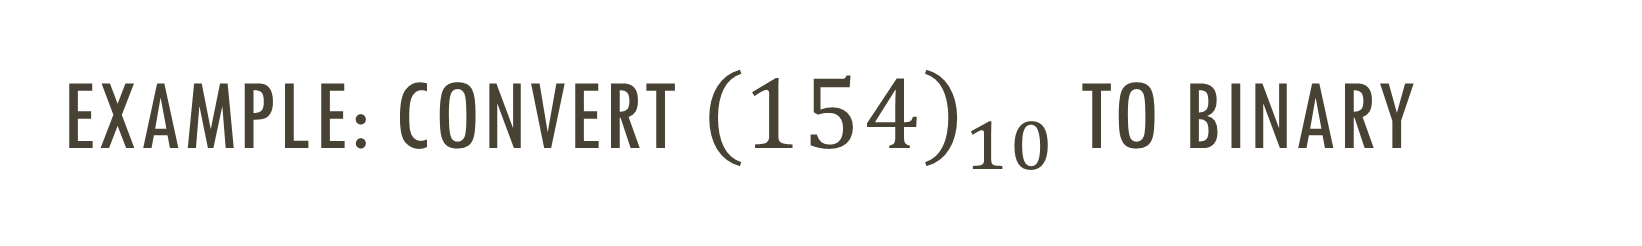 EXAMPLE: CONVERT (154)₁₀ TO BINARY